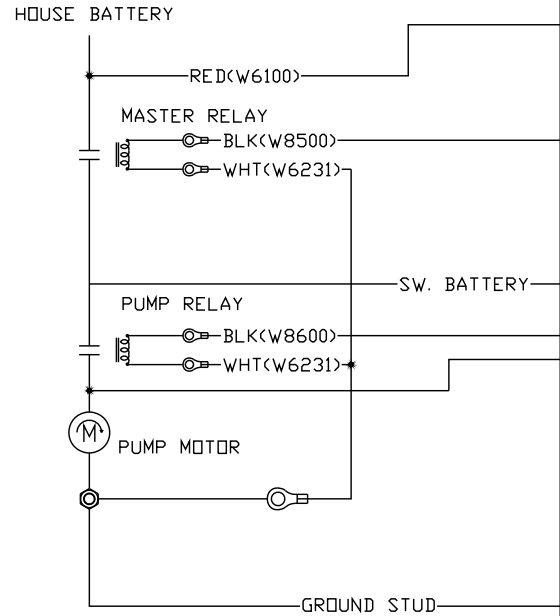 HOUSE BATTERY
RED(W6100)
MASTER RELAY
BLK(W8500)
WHT(W6231)
SW. BATTERY
PUMP RELAY
BLK(W8600)
WHT(W6231)
M
PUMP MOTOR
GROUND STUD